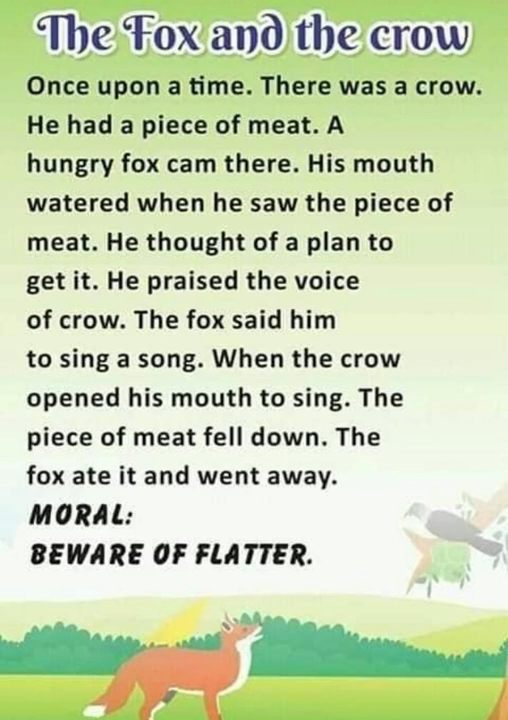 The Fox and the crow
Once upon a time. There was a crow.
He had a piece of meat. A
hungry fox cam there. His mouth
watered when he saw the piece of
meat. He thought of a plan to
get it. He praised the voice
of crow. The fox said him
to sing a song. When the crow
opened his mouth to sing. The
piece of meat fell down. The
fox ate it and went away.
MORAL:
BEWARE OF FLATTER.